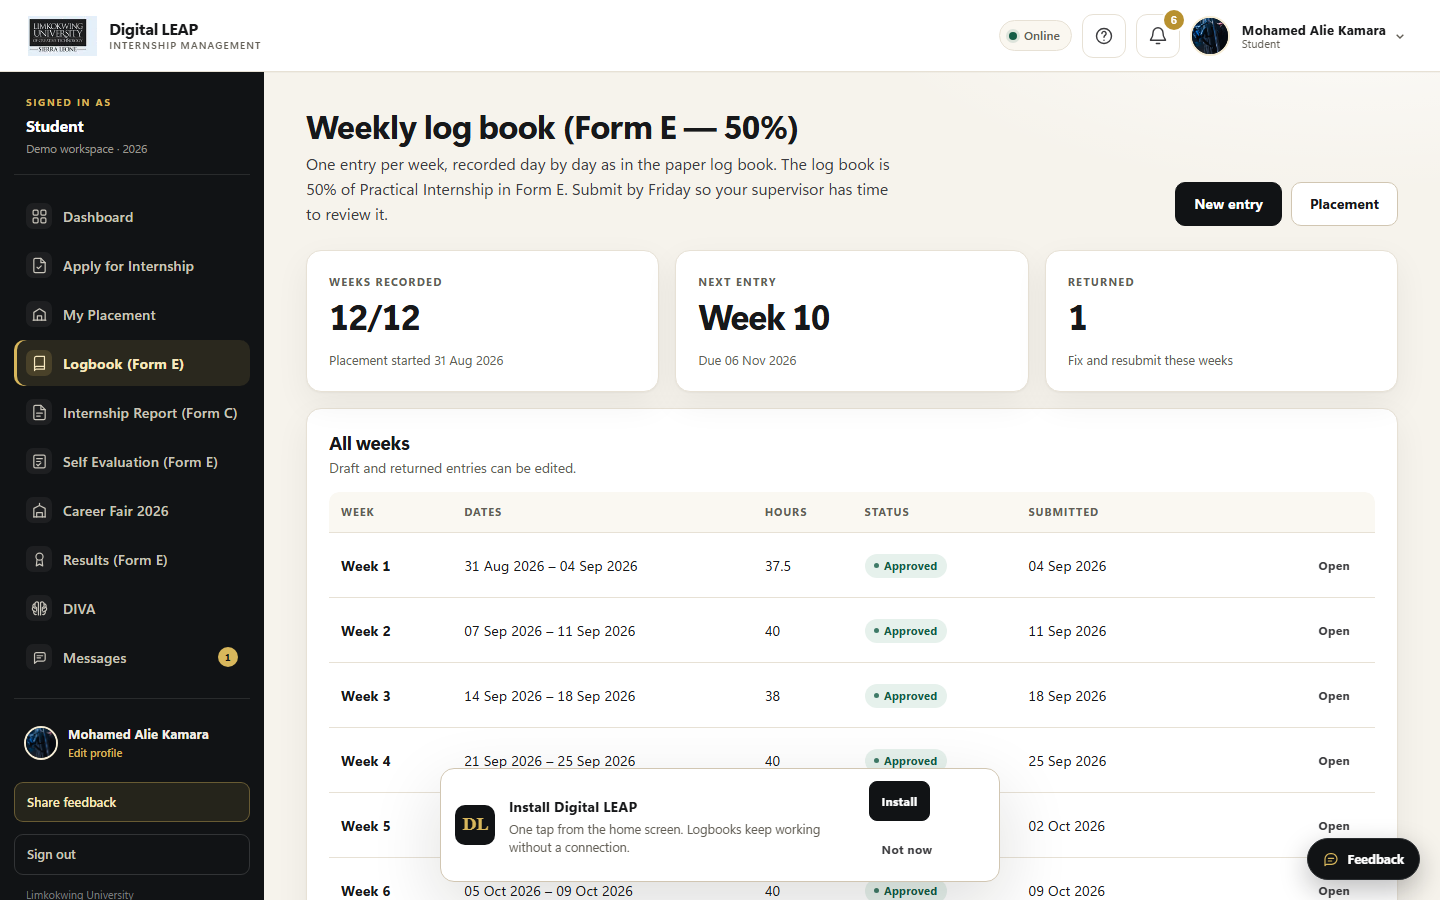 LIMKOKWING
UNIVERSITY
OF CREATIVE TECHNOLOGY
SIERRA LEONE
Digital LEAP
INTERNSHIP MANAGEMENT
Online
6
Mohamed Alie Kamara
Student
SIGNED IN AS
Student
Demo workspace · 2026
Dashboard
Apply for Internship
My Placement
Logbook (Form E)
Internship Report (Form C)
Self Evaluation (Form E)
Career Fair 2026
Results (Form E)
DIVA
Messages 1
Mohamed Alie Kamara
Edit profile
Share feedback
Sign out
Limkokwing University
Weekly log book (Form E — 50%)
One entry per week, recorded day by day as in the paper log book. The log book is
50% of Practical Internship in Form E. Submit by Friday so your supervisor has time
to review it.
New entry
Placement
WEEKS RECORDED
12/12
Placement started 31 Aug 2026
NEXT ENTRY
Week 10
Due 06 Nov 2026
RETURNED
1
Fix and resubmit these weeks
All weeks
Draft and returned entries can be edited.
WEEK DATES HOURS STATUS SUBMITTED
Week 1 31 Aug 2026 – 04 Sep 2026 37.5 Approved 04 Sep 2026 Open
Week 2 07 Sep 2026 – 11 Sep 2026 40 Approved 11 Sep 2026 Open
Week 3 14 Sep 2026 – 18 Sep 2026 38 Approved 18 Sep 2026 Open
Week 4 21 Sep 2026 – 25 Sep 2026 40 Approved 25 Sep 2026 Open
Week 5 02 Oct 2026 Open
Week 6 05 Oct 2026 – 09 Oct 2026 40 Approved 09 Oct 2026 Open
DL
Install Digital LEAP
One tap from the home screen. Logbooks keep working
without a connection.
Install
Not now
Feedback